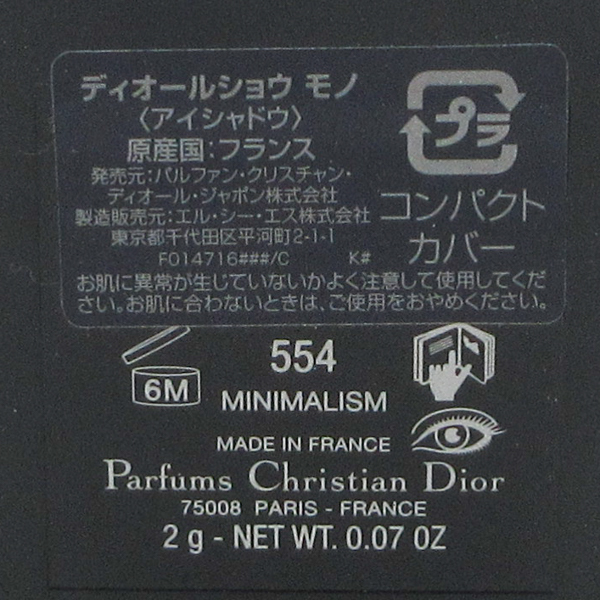 ディオールショウ モノ
〈アイシャドウ〉
原産国:フランス
発売元:パルファン・クリスチャン・
ディオール・ジャポン株式会社
製造販売元:エル・シー・エス株式会社
東京都千代田区平河町2-1-1
F014716###/C K#
プラ
コンパクト
カバー
お肌に異常が生じていないかよく注意して使用してくだ
さい。お肌に合わないときは、ご使用をおやめください。
6M
554
MINIMALISM
MADE IN FRANCE
Parfums Christian Dior
75008 PARIS - FRANCE
2 g - NET WT. 0.07 OZ